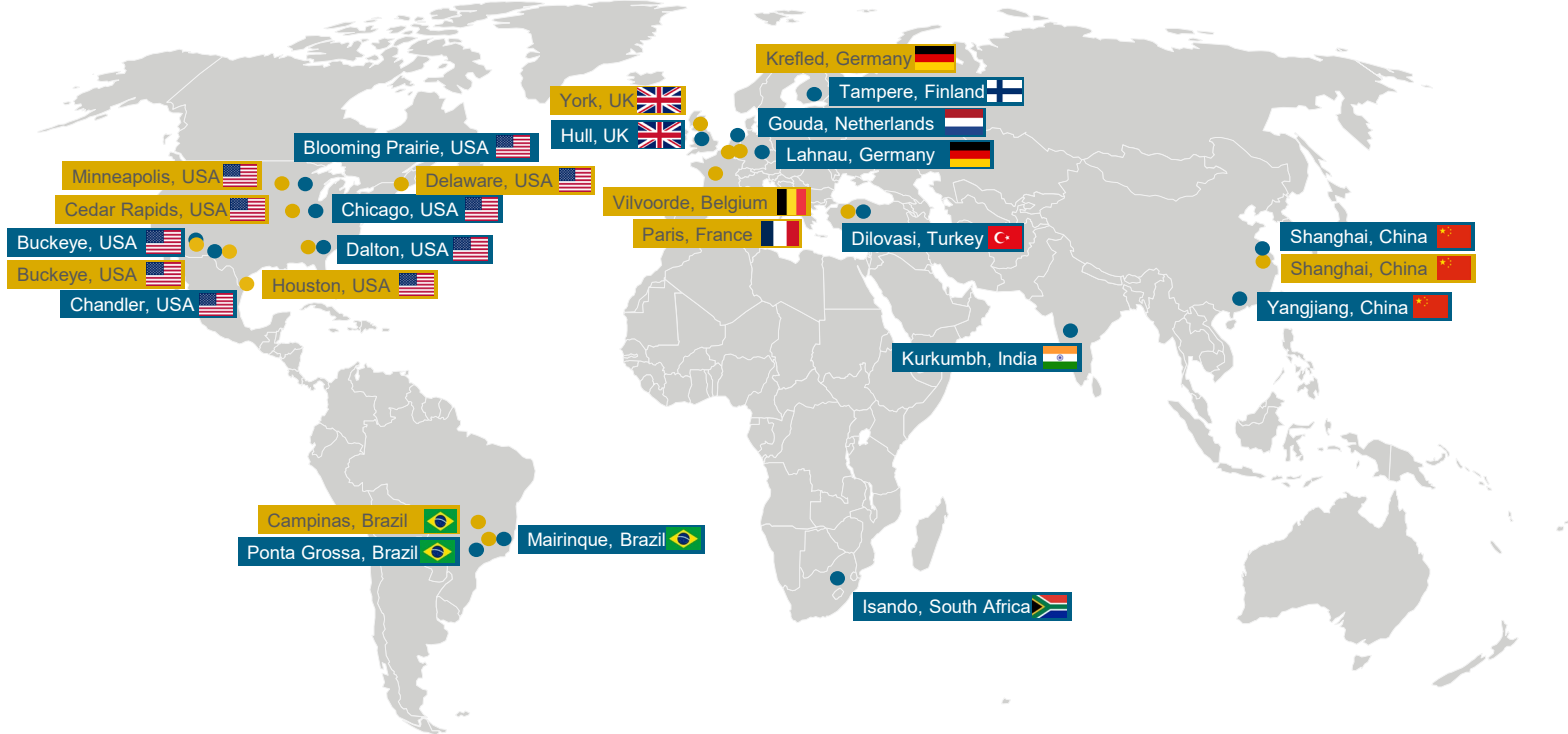 Krefled, Germany
Tampere, Finland
York, UK
Gouda, Netherlands
Hull, UK
Blooming Prairie, USA
Lahnau, Germany
Minneapolis, USA
Delaware, USA
Cedar Rapids, USA
Chicago, USA
Vilvoorde, Belgium
Paris, France
Dilovasi, Turkey
Buckeye, USA
Dalton, USA
Shanghai, China
Buckeye, USA
Houston, USA
Shanghai, China
Chandler, USA
Yangjiang, China
Kurkumbh, India
Campinas, Brazil
Ponta Grossa, Brazil
Mairinque, Brazil
Isando, South Africa